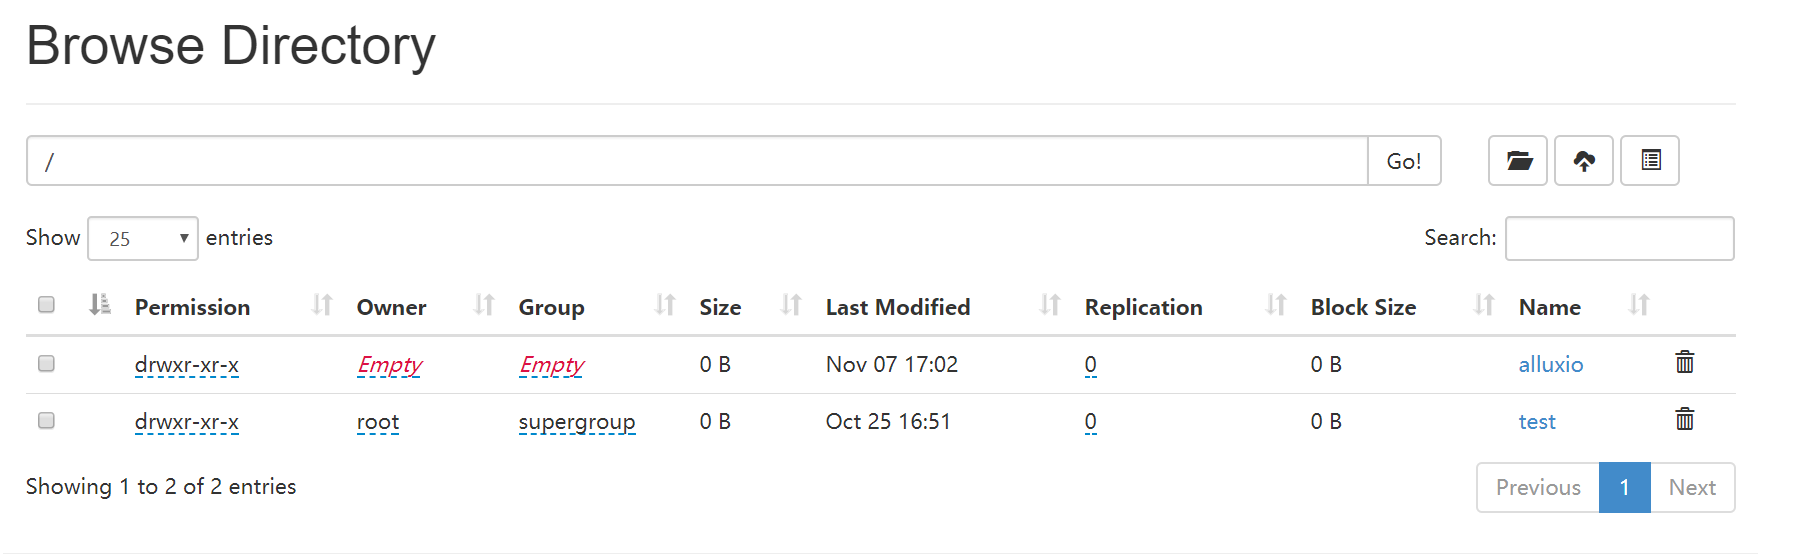 Browse Directory
/ Go!
Show 25 entries Search:
Permission Owner Group Size Last Modified Replication Block Size Name
drwxr-xr-x Empty Empty 0 B Nov 07 17:02 0 0 B alluxio
drwxr-xr-x root supergroup 0 B Oct 25 16:51 0 0 B test
Showing 1 to 2 of 2 entries Previous 1 Next